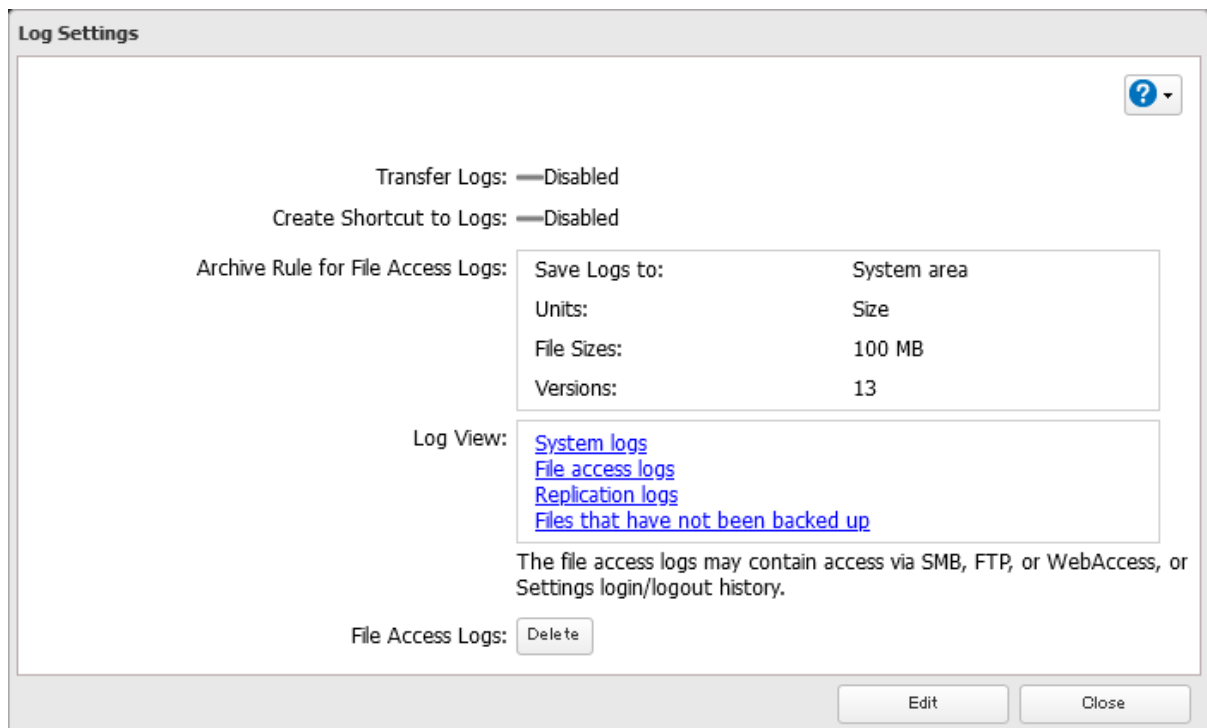 Log Settings
?
Transfer Logs: Disabled
Create Shortcut to Logs: Disabled
Archive Rule for File Access Logs: Save Logs to: System area
Units: Size
File Sizes: 100 MB
Versions: 13
Log View: System logs
File access logs
Replication logs
Files that have not been backed up
The file access logs may contain access via SMB, FTP, or WebAccess, or
Settings login/logout history.
File Access Logs: Delete
Edit Close